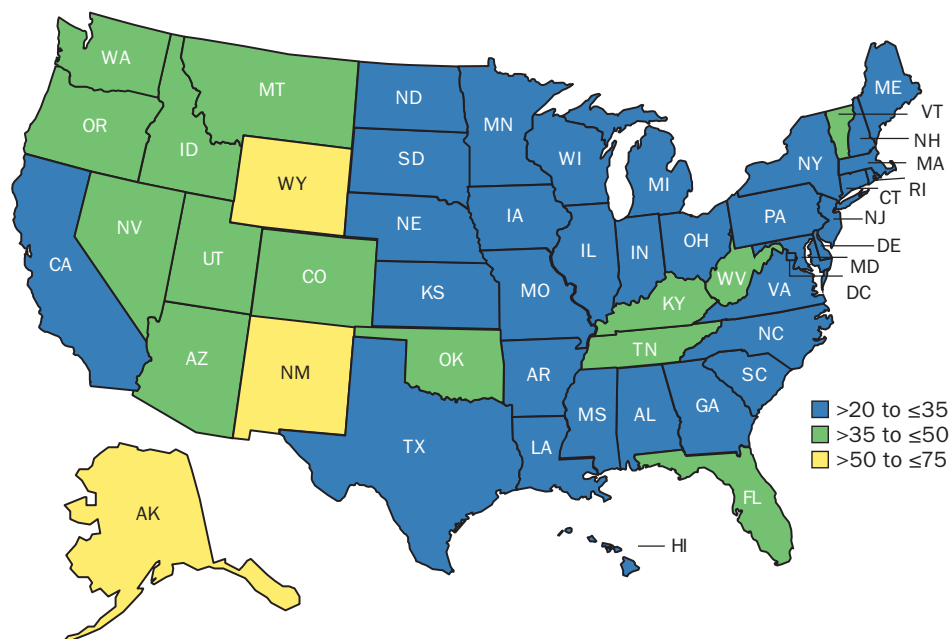 WA
MT
ND
MN
ME
VT
OR
ID
SD
WI
MI
NY
NH
MA
WY
RI
CT
NV
NE
IA
PA
NJ
CA
UT
CO
IL
IN
OH
DE
MD
KS
MO
WV
VA
DC
KY
AZ
NM
OK
TN
NC
AR
SC
MS
AL
GA
>20 to ≤35
TX
LA
>35 to ≤50
>50 to ≤75
FL
AK
HI